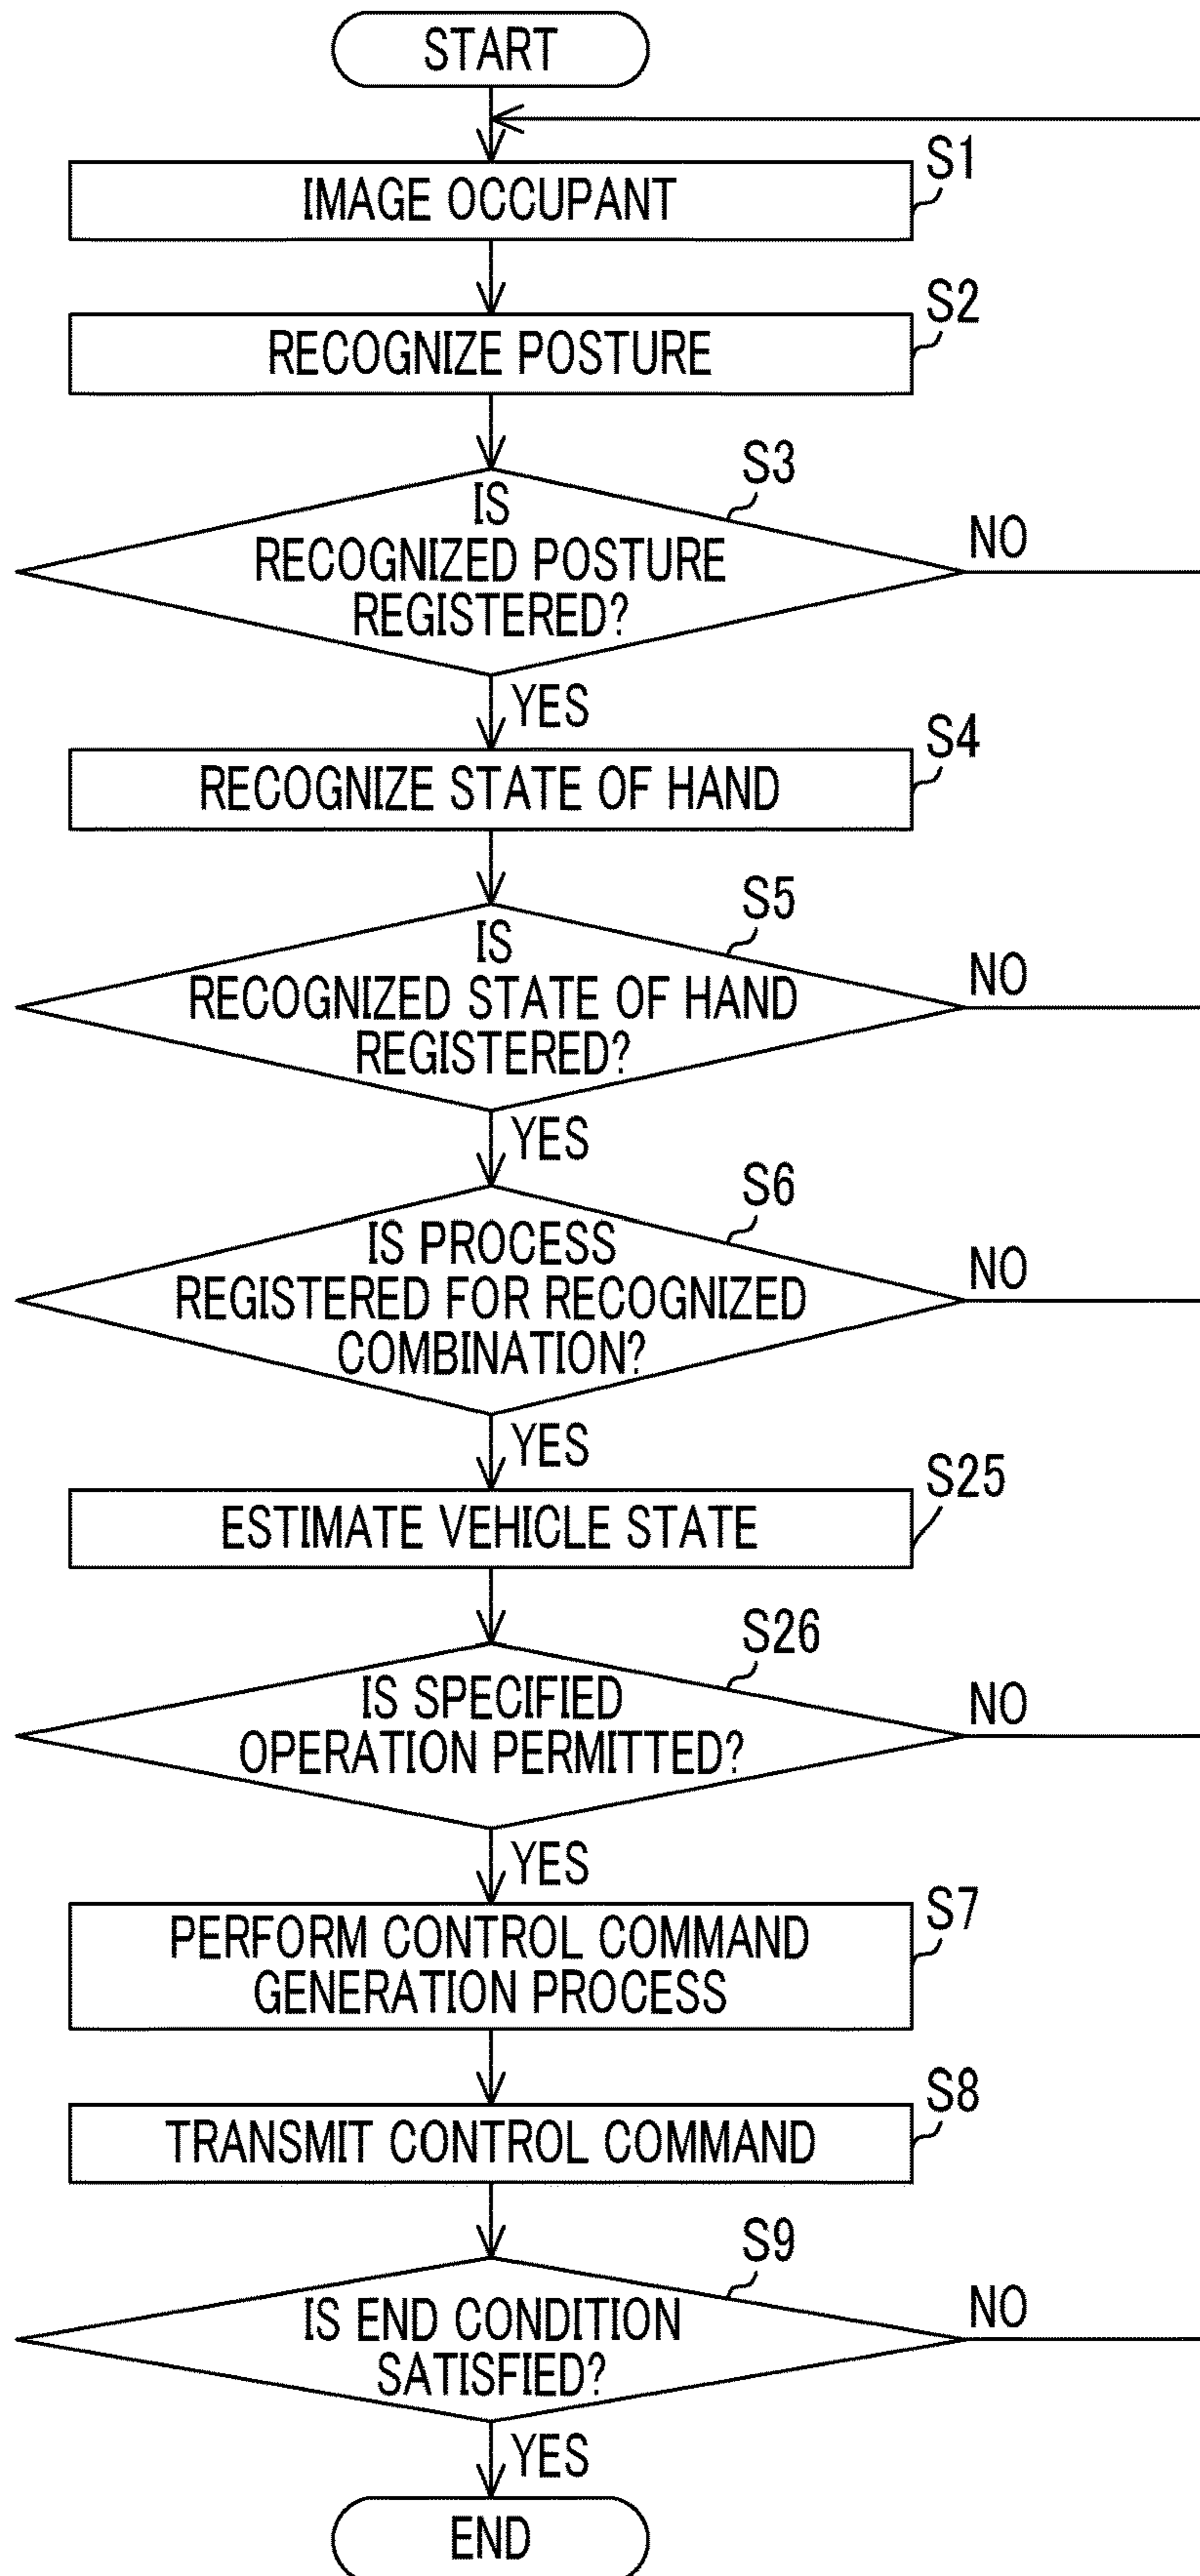 START
S1
IMAGE OCCUPANT
S2
RECOGNIZE POSTURE
S3
IS
RECOGNIZED POSTURE
REGISTERED?
NO
YES
S4
RECOGNIZE STATE OF HAND
S5
IS
RECOGNIZED STATE OF HAND
REGISTERED?
NO
YES
S6
IS PROCESS
REGISTERED FOR RECOGNIZED
COMBINATION?
NO
YES
S25
ESTIMATE VEHICLE STATE
S26
IS SPECIFIED
OPERATION PERMITTED?
NO
YES
S7
PERFORM CONTROL COMMAND
GENERATION PROCESS
S8
TRANSMIT CONTROL COMMAND
S9
IS END CONDITION
SATISFIED?
NO
YES
END